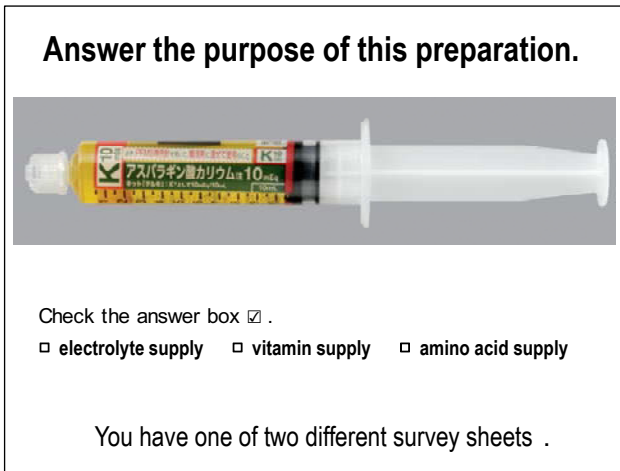 Answer the purpose of this preparation.
K10
K10
アスパラギン酸カリウム注10mEq
10mL
Check the answer box ☑ .
□ electrolyte supply □ vitamin supply □ amino acid supply
You have one of two different survey sheets .